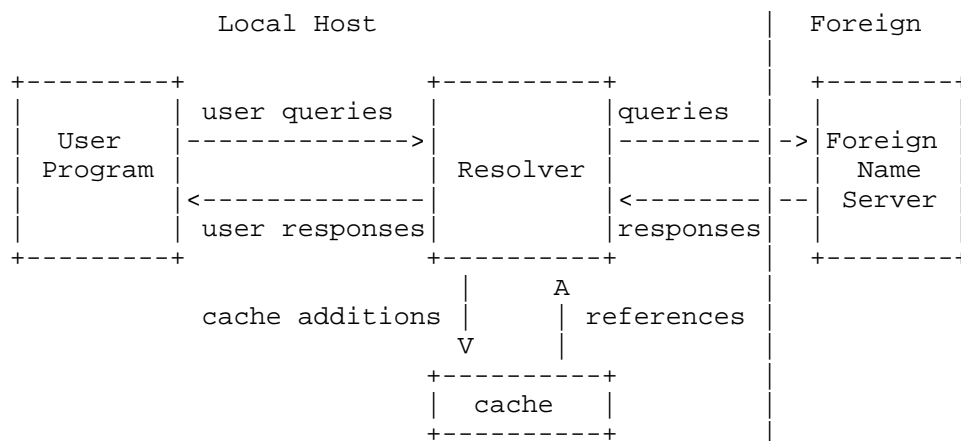 Local Host | Foreign
|
+---------+ +----------+ | +--------+
| | user queries | |queries | | |
| User |-------------->| |---------|->|Foreign |
| Program | | Resolver | | | Name |
| |<--------------| |<--------|--| Server |
| | user responses| |responses| | |
+---------+ +----------+ | +--------+
| A |
cache additions | | references |
V | |
+----------+ |
| cache | |
+----------+ |